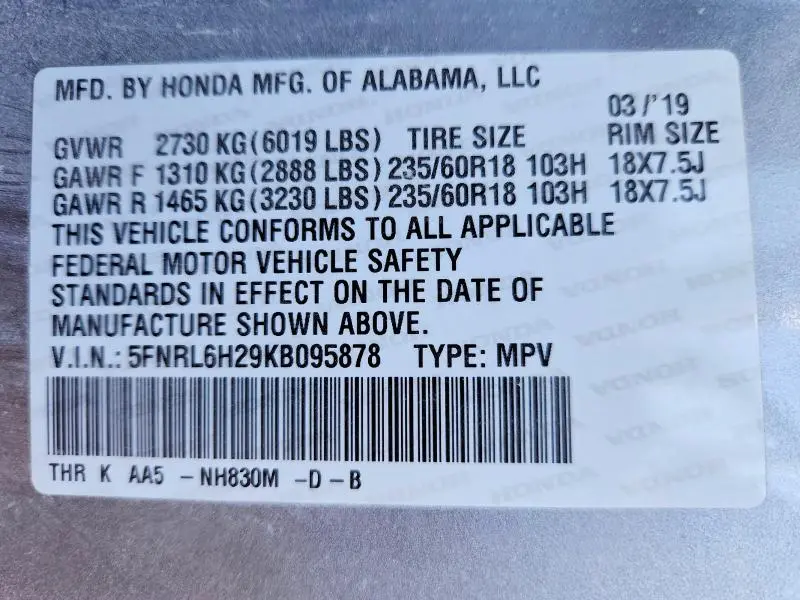 MFD. BY HONDA MFG. OF ALABAMA, LLC
03/'19
GVWR 2730 KG(6019 LBS) TIRE SIZE RIM SIZE
GAWR F 1310 KG(2888 LBS) 235/60R18 103H 18X7.5J
GAWR R 1465 KG(3230 LBS) 235/60R18 103H 18X7.5J
THIS VEHICLE CONFORMS TO ALL APPLICABLE
FEDERAL MOTOR VEHICLE SAFETY
STANDARDS IN EFFECT ON THE DATE OF
MANUFACTURE SHOWN ABOVE.
V.I.N.: 5FNRL6H29KB095878 TYPE: MPV
THR K AA5 - NH830M - D - B